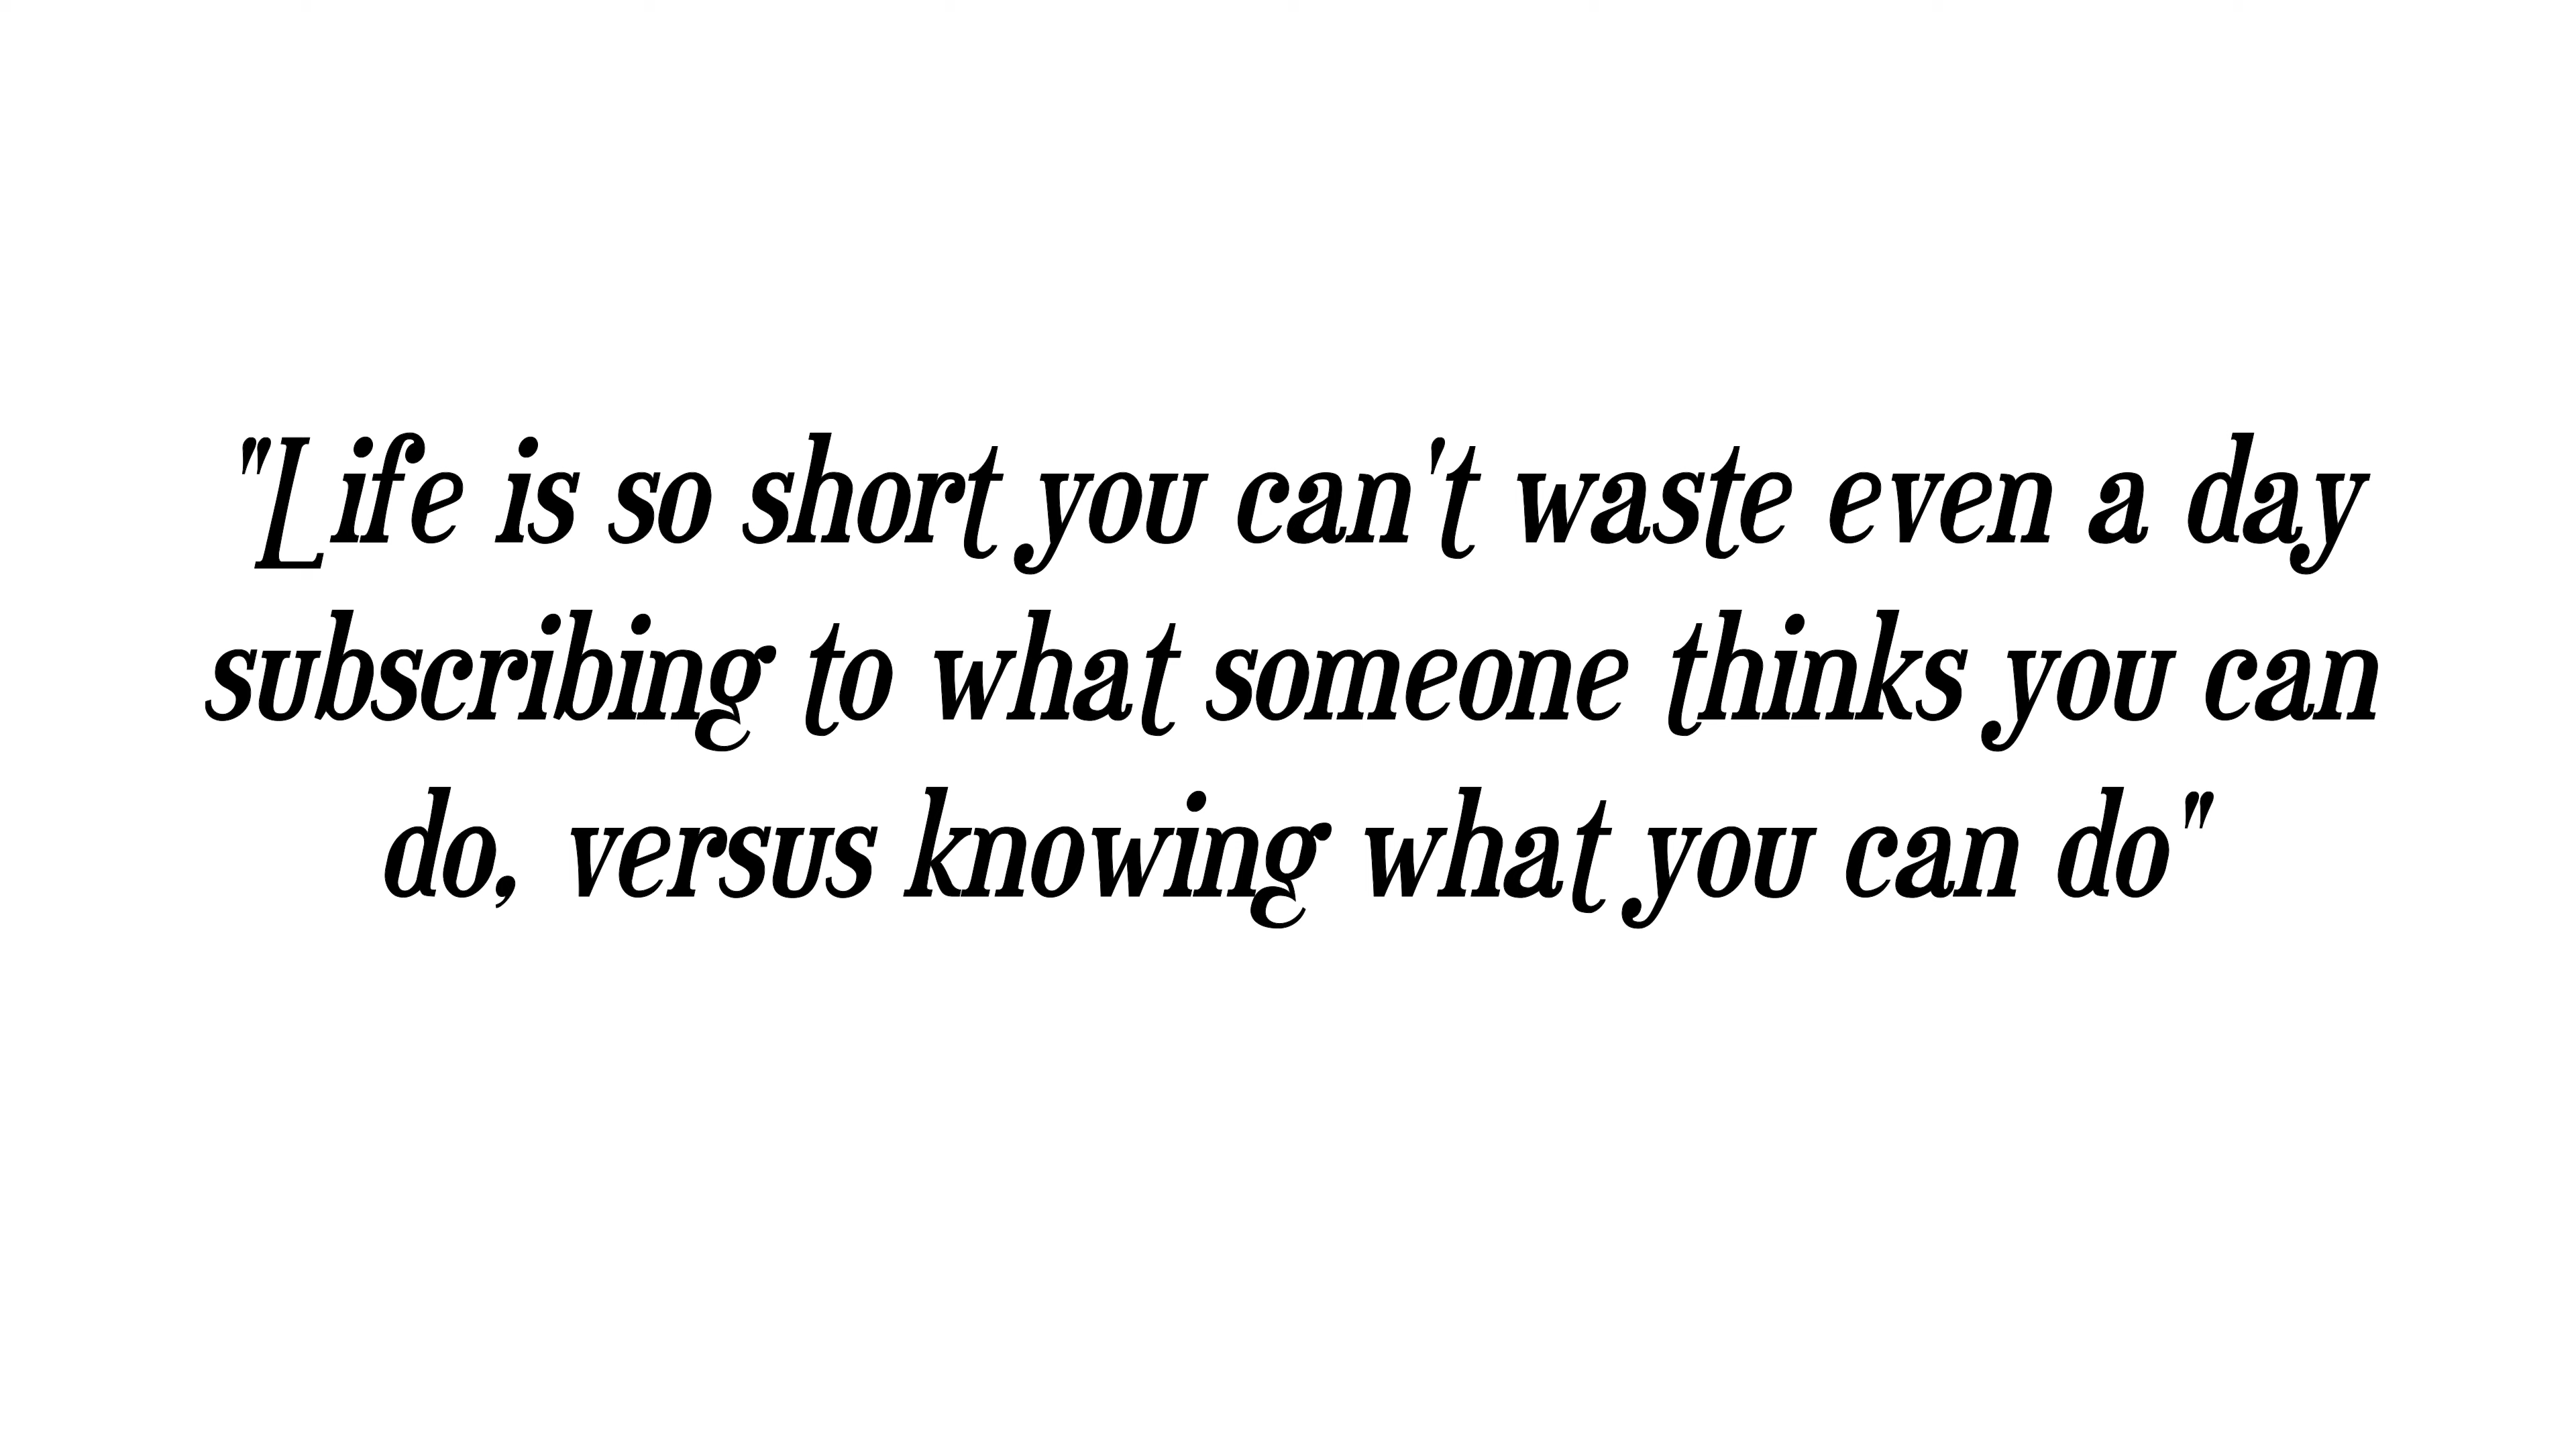 "Life is so short you can't waste even a day
subscribing to what someone thinks you can
do, versus knowing what you can do"